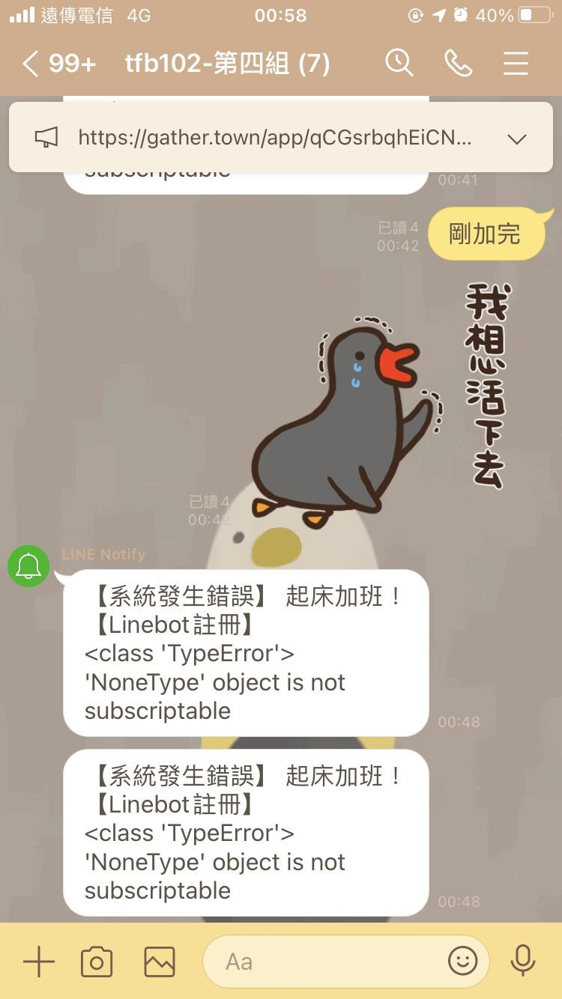 遠傳電信 4G 00:58 40%
99+ tfb102-第四組 (7)
https://gather.town/app/qCGsrbqhEiCN...
subscriptable
00:41
已讀 4
00:42
剛加完
我相心活下去
已讀 4
00:42
LINE Notify
【系統發生錯誤】 起床加班！
【Linebot註冊】
<class 'TypeError'>
'NoneType' object is not
subscriptable
00:48
【系統發生錯誤】 起床加班！
【Linebot註冊】
<class 'TypeError'>
'NoneType' object is not
subscriptable
00:48
Aa